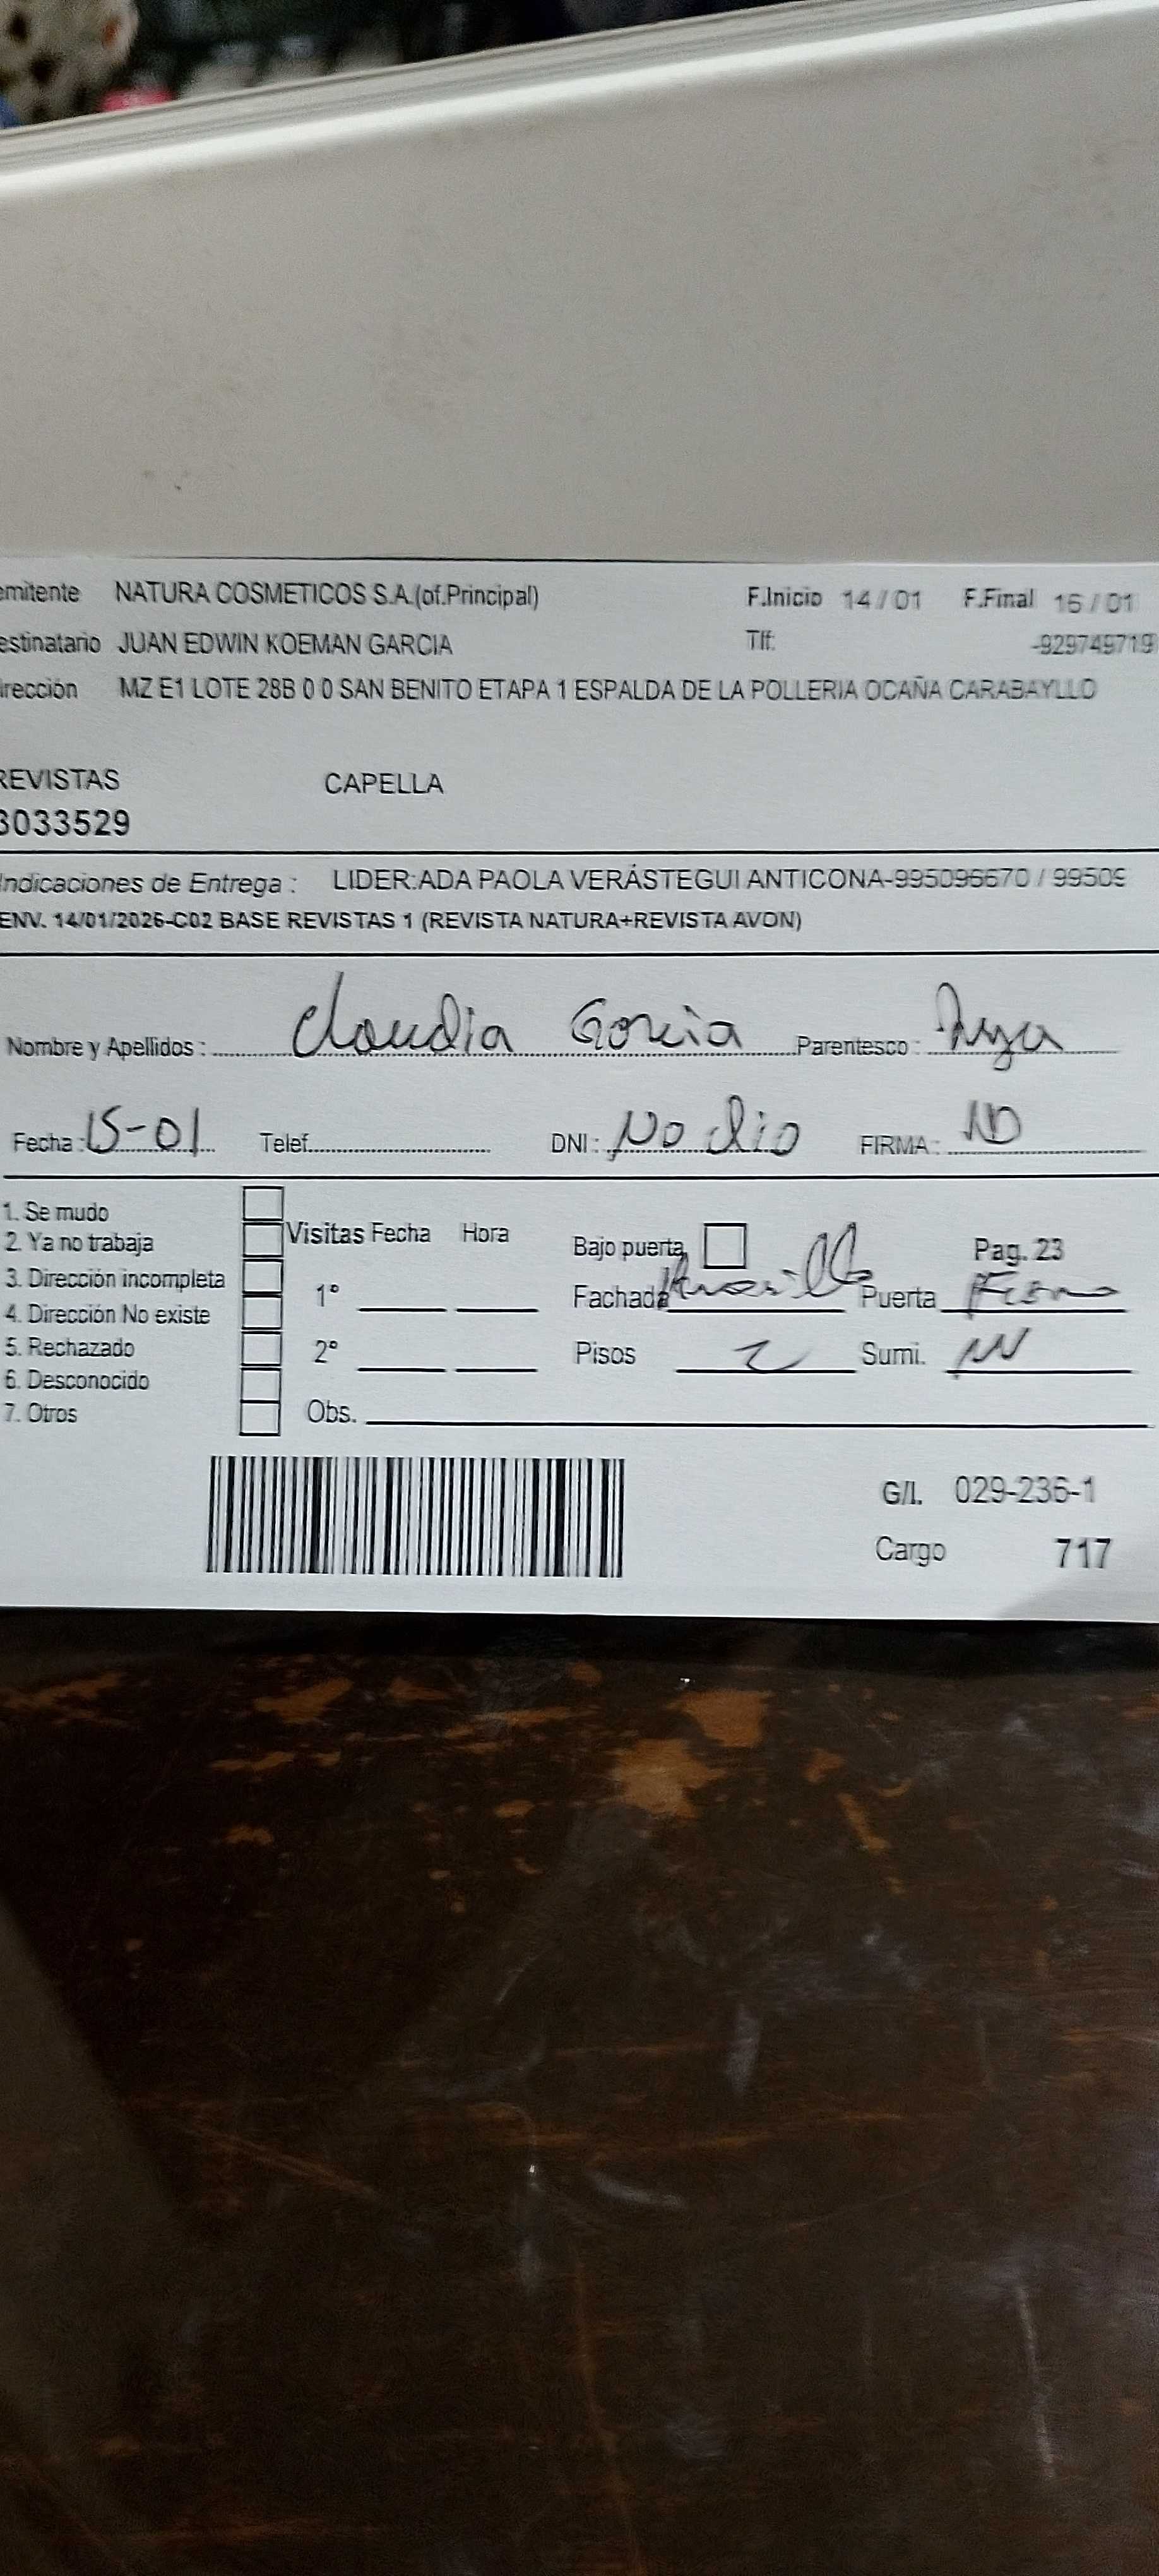 emitente NATURA COSMETICOS S.A.(of.Principal) F.Inicio 14/01 F.Final 16/01
estinatario JUAN EDWIN KOEMAN GARCIA Tlf: -929749719
irección MZ E1 LOTE 28B 0 0 SAN BENITO ETAPA 1 ESPALDA DE LA POLLERIA OCAÑA CARABAYLLO
REVISTAS CAPELLA
3033529
Indicaciones de Entrega : LIDER:ADA PAOLA VERÁSTEGUI ANTICONA-995096670 / 99509
ENV. 14/01/2026-C02 BASE REVISTAS 1 (REVISTA NATURA+REVISTA AVON)
Nombre y Apellidos : Claudia Garcia Parentesco :
Fecha : 15-01 Telef. DNI : No dio FIRMA : ND
1. Se mudo
2. Ya no trabaja Visitas Fecha Hora Bajo puerta Pag. 23
3. Dirección incompleta 1° Fachada Amarillo Puerta Fierro
4. Dirección No existe
5. Rechazado 2° Pisos 2 Sumi.
6. Desconocido
7. Otros Obs.
G/I. 029-236-1
Cargo 717